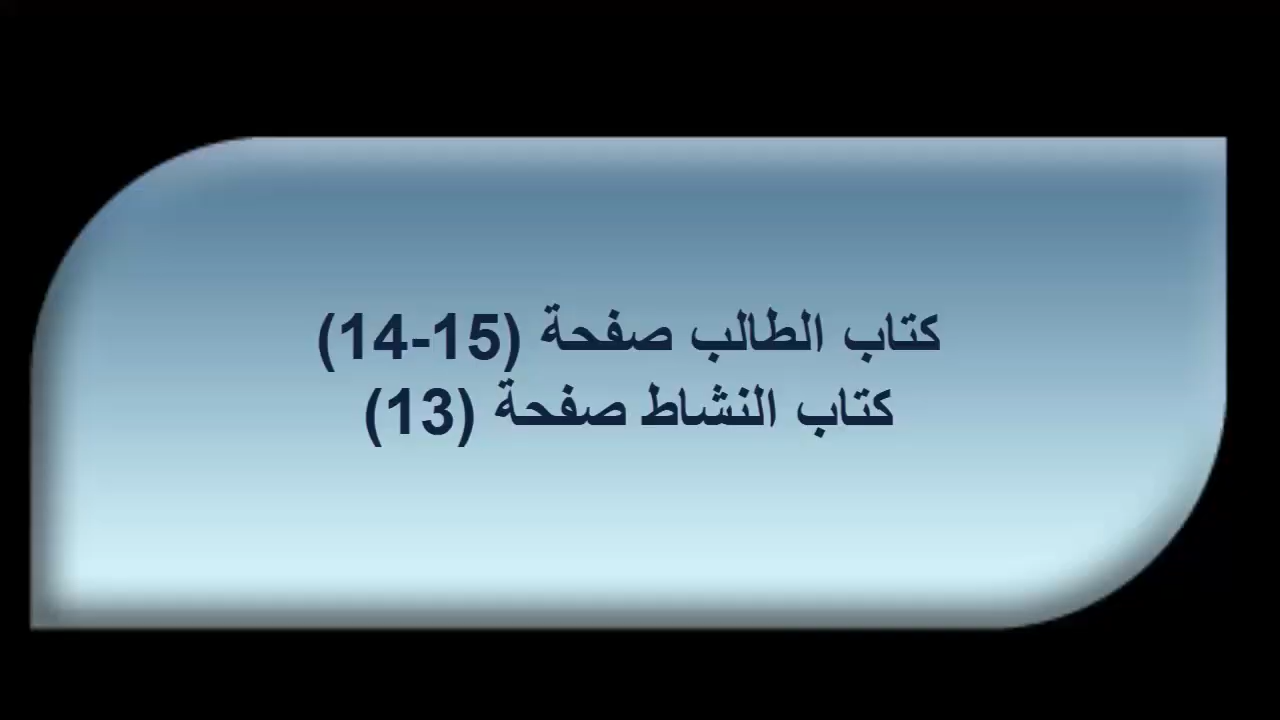 كتاب الطالب صفحة (15-14)
كتاب النشاط صفحة (13)